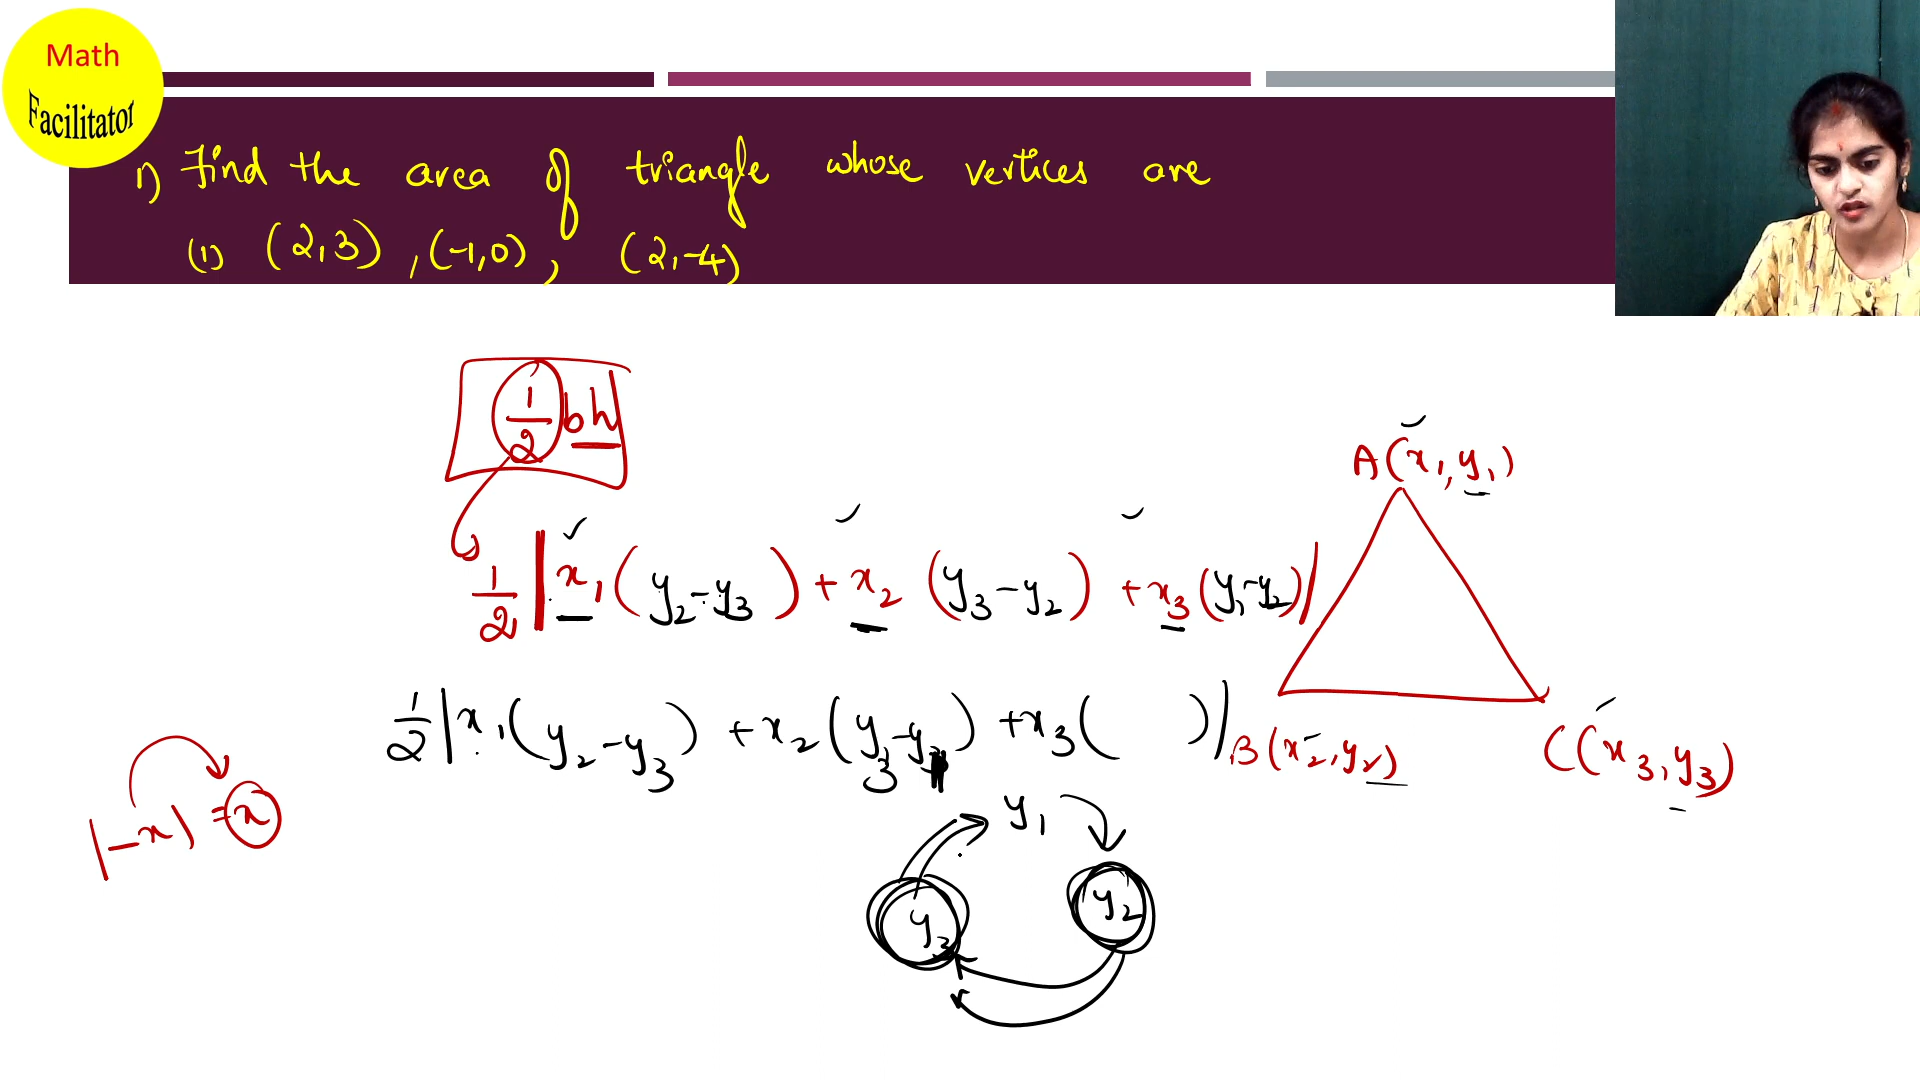 Math
Facilitator
1) Find the area of triangle whose vertices are
(1) (2,3) , (-1,0) , (2,-4)
1/2 bh
A(x₁, y₁)
1/2 |x₁(y₂-y₃) + x₂ (y₃-y₂) + x₃(y₁-y₂)|
1/2 |x₁(y₂-y₃) + x₂(y₃-y₁) + x₃( )|
B(x₂,y₂) C(x₃,y₃)
|-x| = x
y₁
y₃ y₂